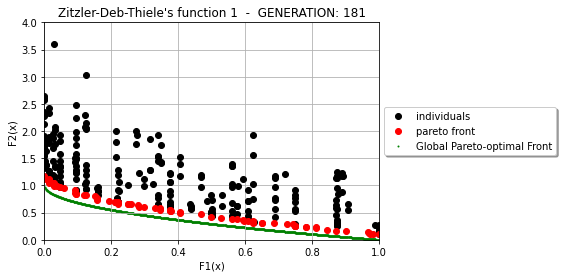 Zitzler-Deb-Thiele's function 1 - GENERATION: 181
4.0
3.5
3.0
2.5
2.0
1.5
1.0
0.5
0.0
F2(x)
0.0 0.2 0.4 0.6 0.8 1.0
F1(x)
individuals
pareto front
Global Pareto-optimal Front